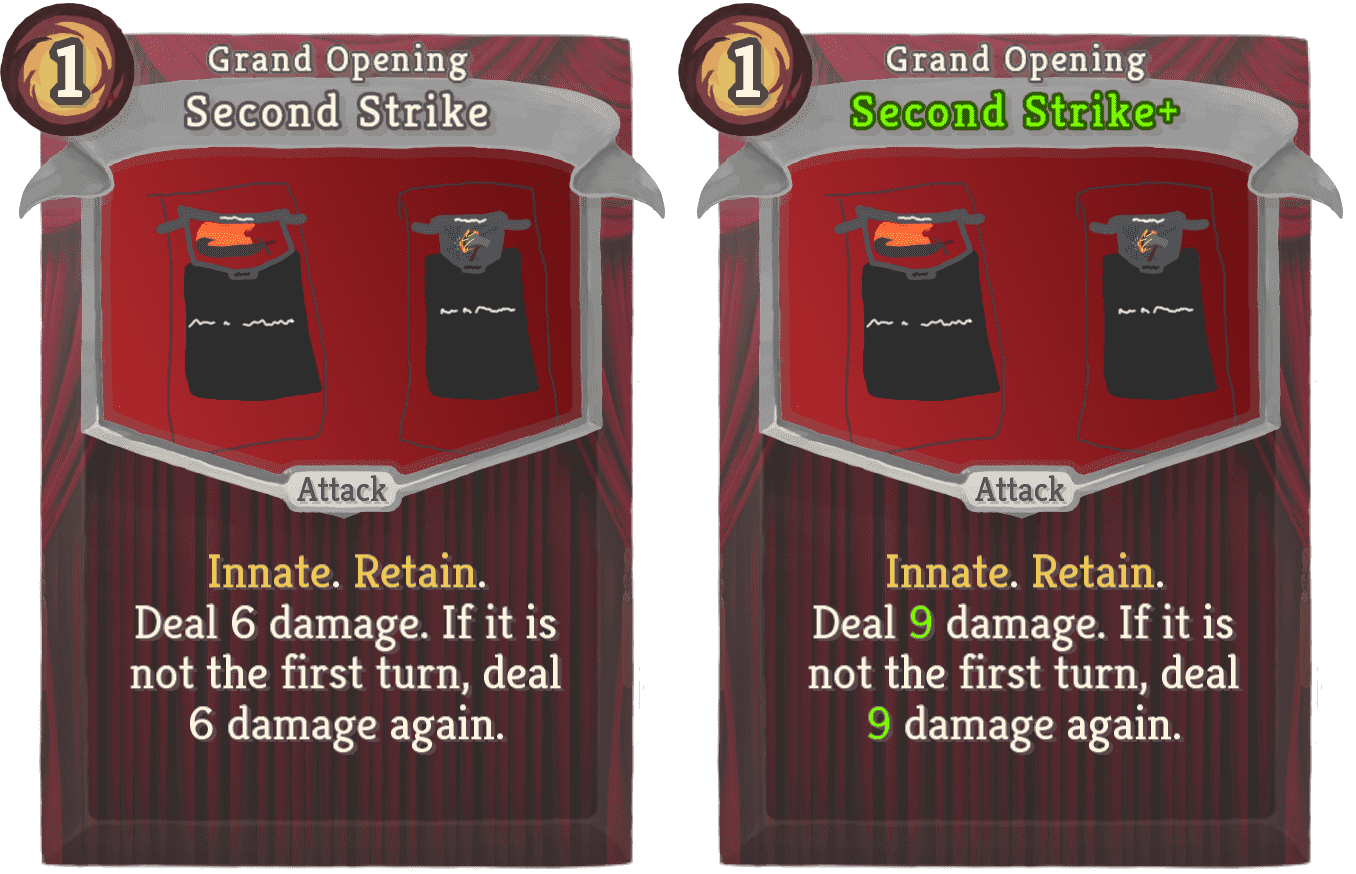 1
Grand Opening
Second Strike
Attack
Innate. Retain.
Deal 6 damage. If it is
not the first turn, deal
6 damage again.
1
Grand Opening
Second Strike+
Attack
Innate. Retain.
Deal 9 damage. If it is
not the first turn, deal
9 damage again.